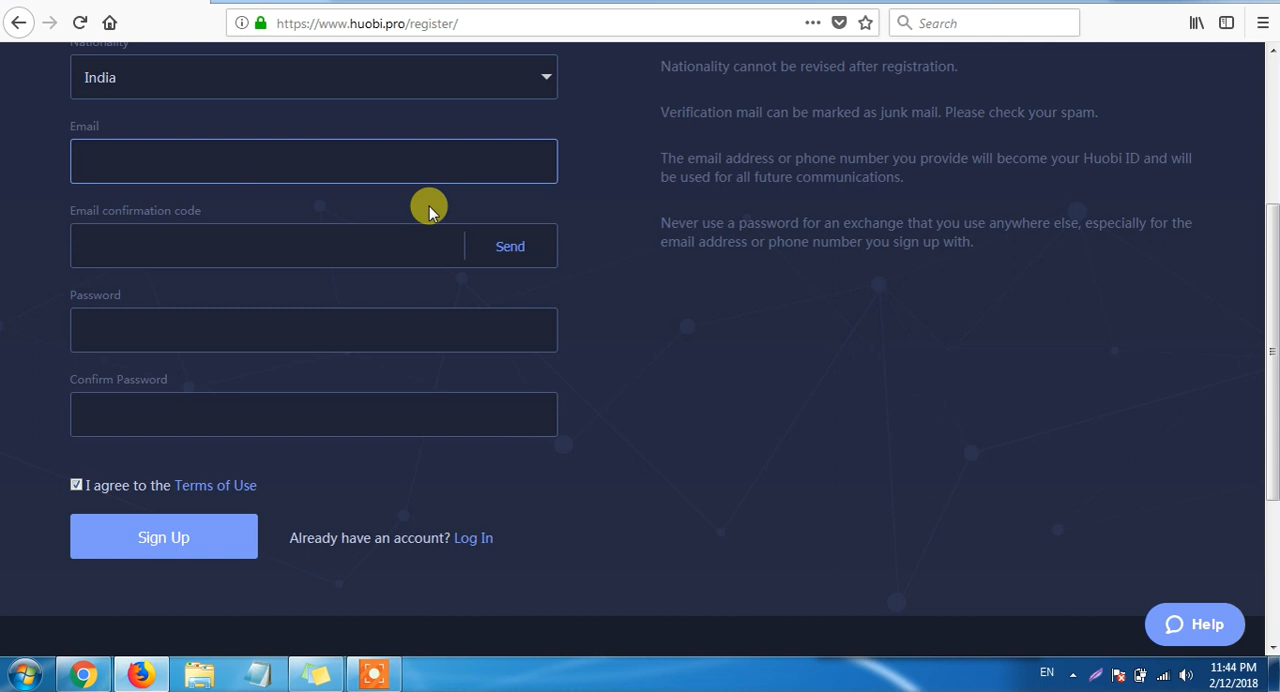 https://www.huobi.pro/register/
Search
Nationality
India
Email
Email confirmation code
Send
Password
Confirm Password
I agree to the Terms of Use
Sign Up
Already have an account? Log In
Nationality cannot be revised after registration.
Verification mail can be marked as junk mail. Please check your spam.
The email address or phone number you provide will become your Huobi ID and will
be used for all future communications.
Never use a password for an exchange that you use anywhere else, especially for the
email address or phone number you sign up with.
Help
EN
11:44 PM
2/12/2018